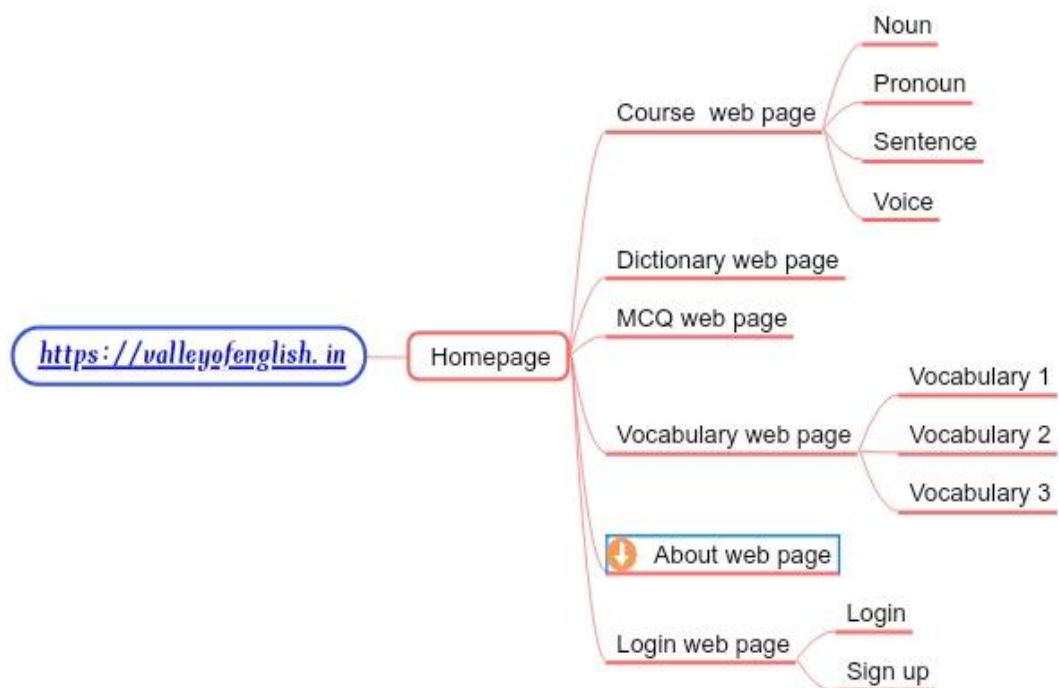 https://valleyofenglish.in
Homepage
Course web page
Noun
Pronoun
Sentence
Voice
Dictionary web page
MCQ web page
Vocabulary web page
Vocabulary 1
Vocabulary 2
Vocabulary 3
About web page
Login web page
Login
Sign up